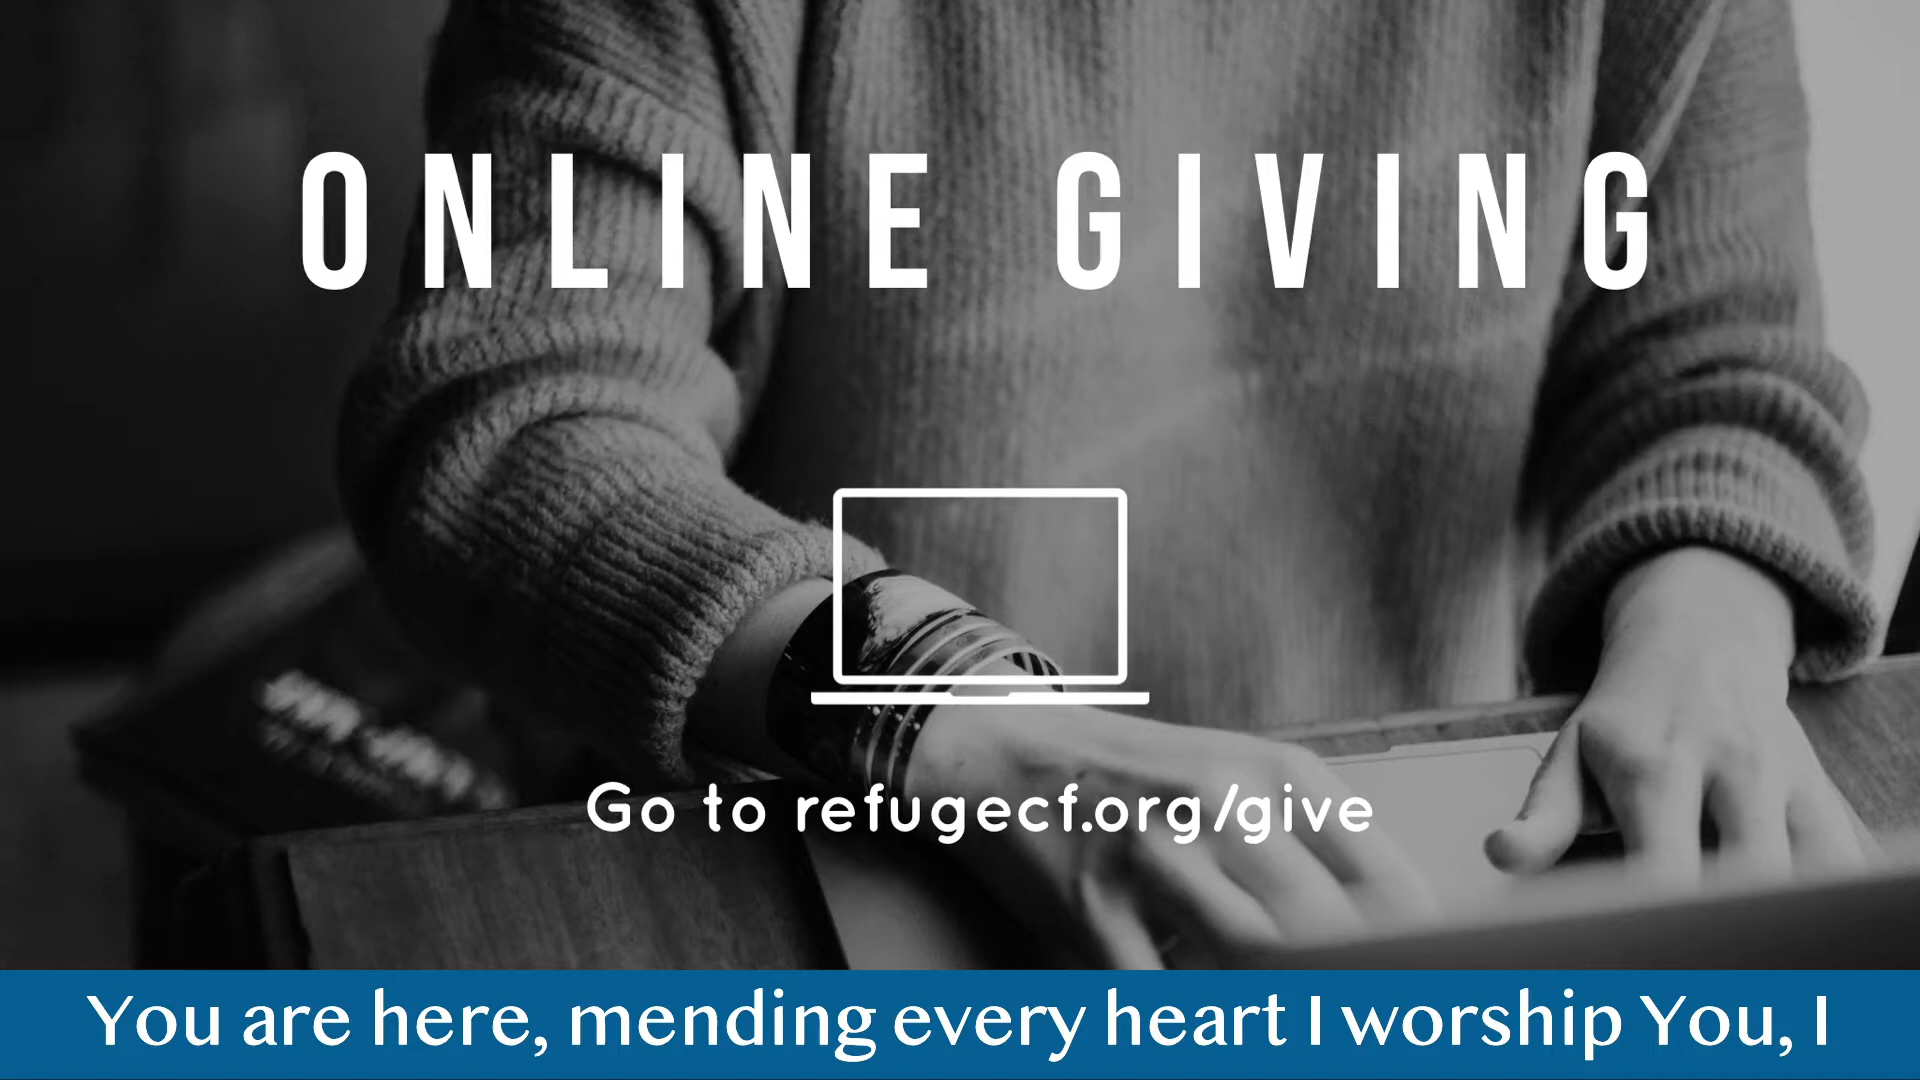 ONLINE GIVING
Go to refugecf.org/give
You are here, mending every heart I worship You, I